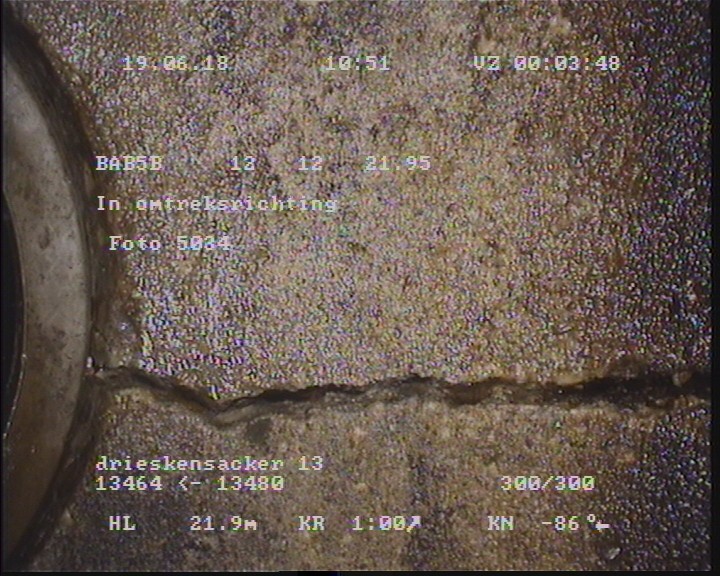 19.06.18 10:51 VZ 00:03:48
BAB5B 13 12 21.95
In omtreksrichting
Foto 5034
drieskensacker 13
13464 <- 13480 300/300
HL 21.9m KR 1:00↗ KN -86°←